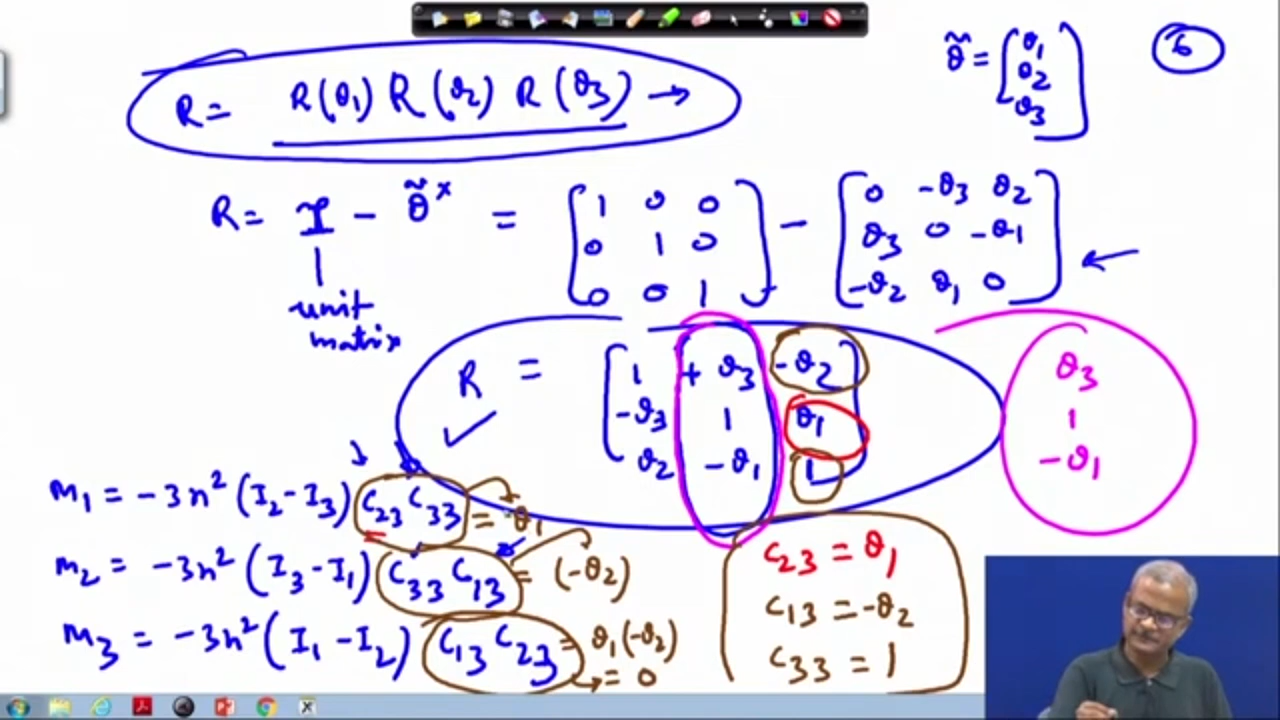 R = R(θ1) R(θ2) R(θ3) →
θ̃ = [θ1 θ2 θ3]
6
R = I - θ̃^x = [1 0 0; 0 1 0; 0 0 1] - [0 -θ3 θ2; θ3 0 -θ1; -θ2 θ1 0]
unit
matrix
R = [1 +θ3 -θ2; -θ3 1 θ1; θ2 -θ1 1]
θ3
1
-θ1
M1 = -3n² (I2-I3) C23 C33 = θ1
M2 = -3n² (I3-I1) C33 C13 = (-θ2)
M3 = -3n² (I1-I2) C13 C23 = θ1(-θ2)
= 0
C23 = θ1
C13 = -θ2
C33 = 1